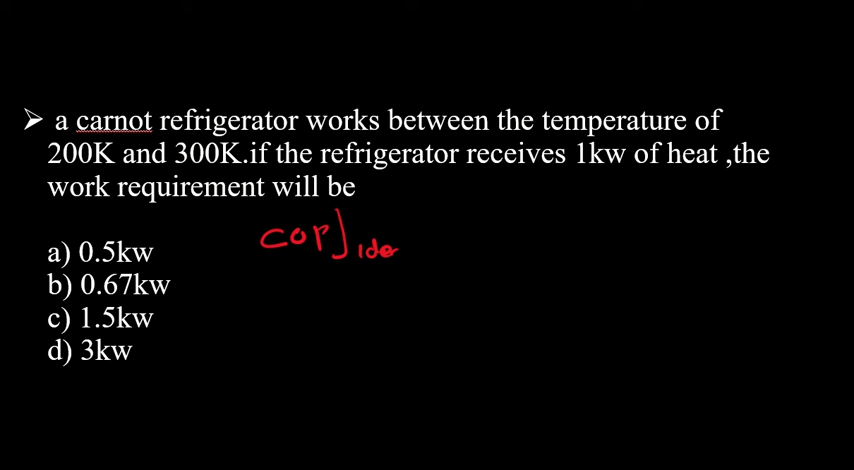 ➢ a carnot refrigerator works between the temperature of
200K and 300K.if the refrigerator receives 1kw of heat ,the
work requirement will be
COP]ide
a) 0.5kw
b) 0.67kw
c) 1.5kw
d) 3kw